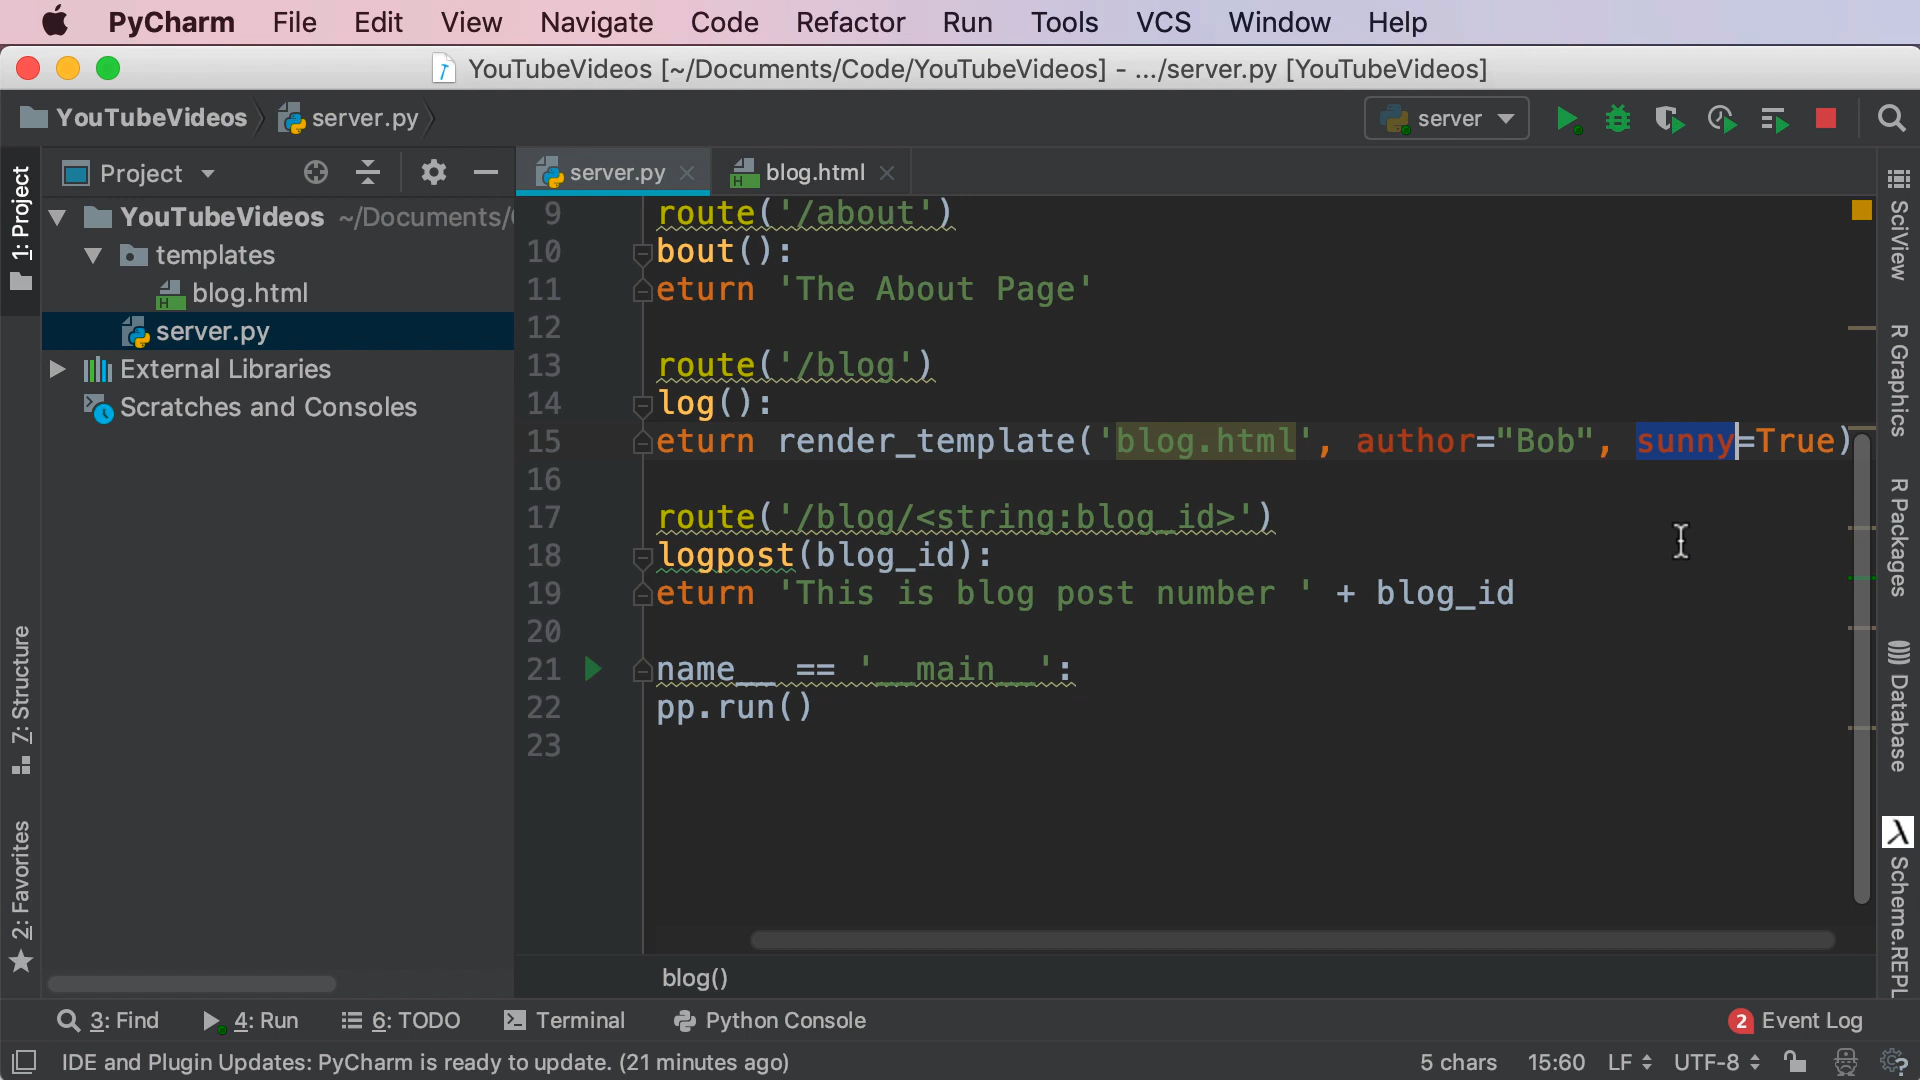 PyCharm File Edit View Navigate Code Refactor Run Tools VCS Window Help
YouTubeVideos [~/Documents/Code/YouTubeVideos] - .../server.py [YouTubeVideos]
YouTubeVideos server.py server
Project
server.py
blog.html
1: Project
7: Structure
2: Favorites
YouTubeVideos ~/Documents/
templates
blog.html
server.py
External Libraries
Scratches and Consoles
9 route('/about')
10 bout():
11 eturn 'The About Page'
12
13 route('/blog')
14 log():
15 eturn render_template('blog.html', author="Bob", sunny=True)
16
17 route('/blog/<string:blog_id>')
18 logpost(blog_id):
19 eturn 'This is blog post number ' + blog_id
20
21 name__ == '__main__':
22 pp.run()
23
blog()
SciView
R Graphics
R Packages
Database
Scheme.REPL
3: Find 4: Run 6: TODO Terminal Python Console 2 Event Log
IDE and Plugin Updates: PyCharm is ready to update. (21 minutes ago) 5 chars 15:60 LF UTF-8